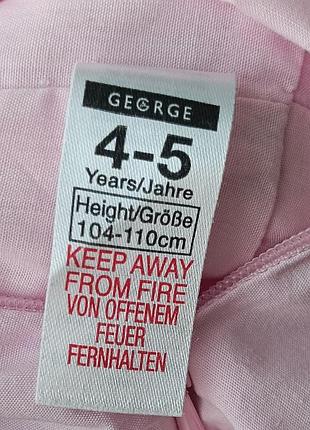 GEORGE
4-5
Years/Jahre
Height/Größe
104-110cm
KEEP AWAY
FROM FIRE
VON OFFENEM
FEUER
FERNHALTEN